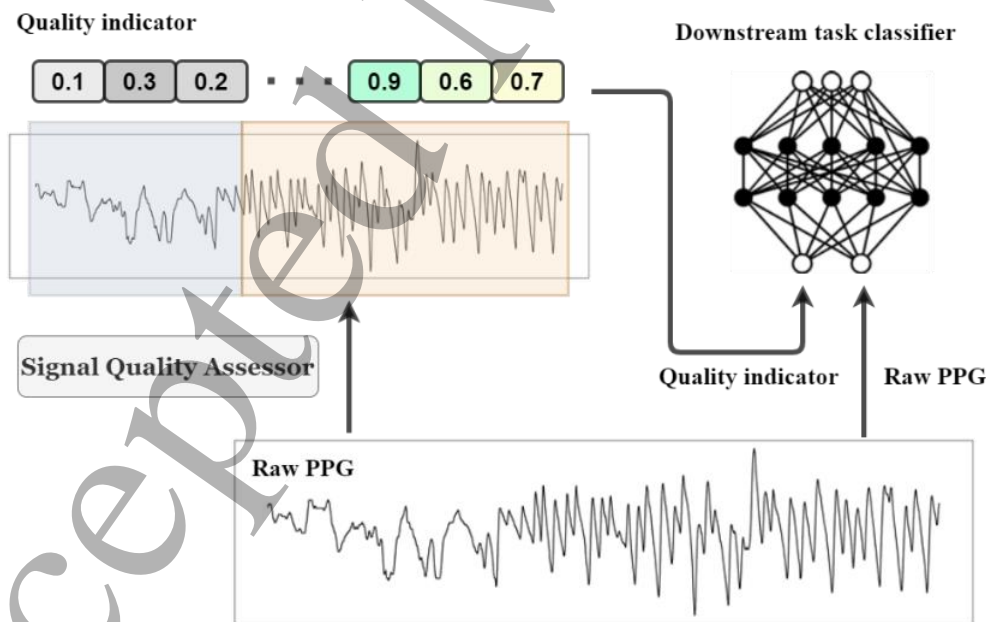 Quality indicator
Downstream task classifier
0.1 0.3 0.2 . . . 0.9 0.6 0.7
Signal Quality Assessor
Quality indicator
Raw PPG
Raw PPG